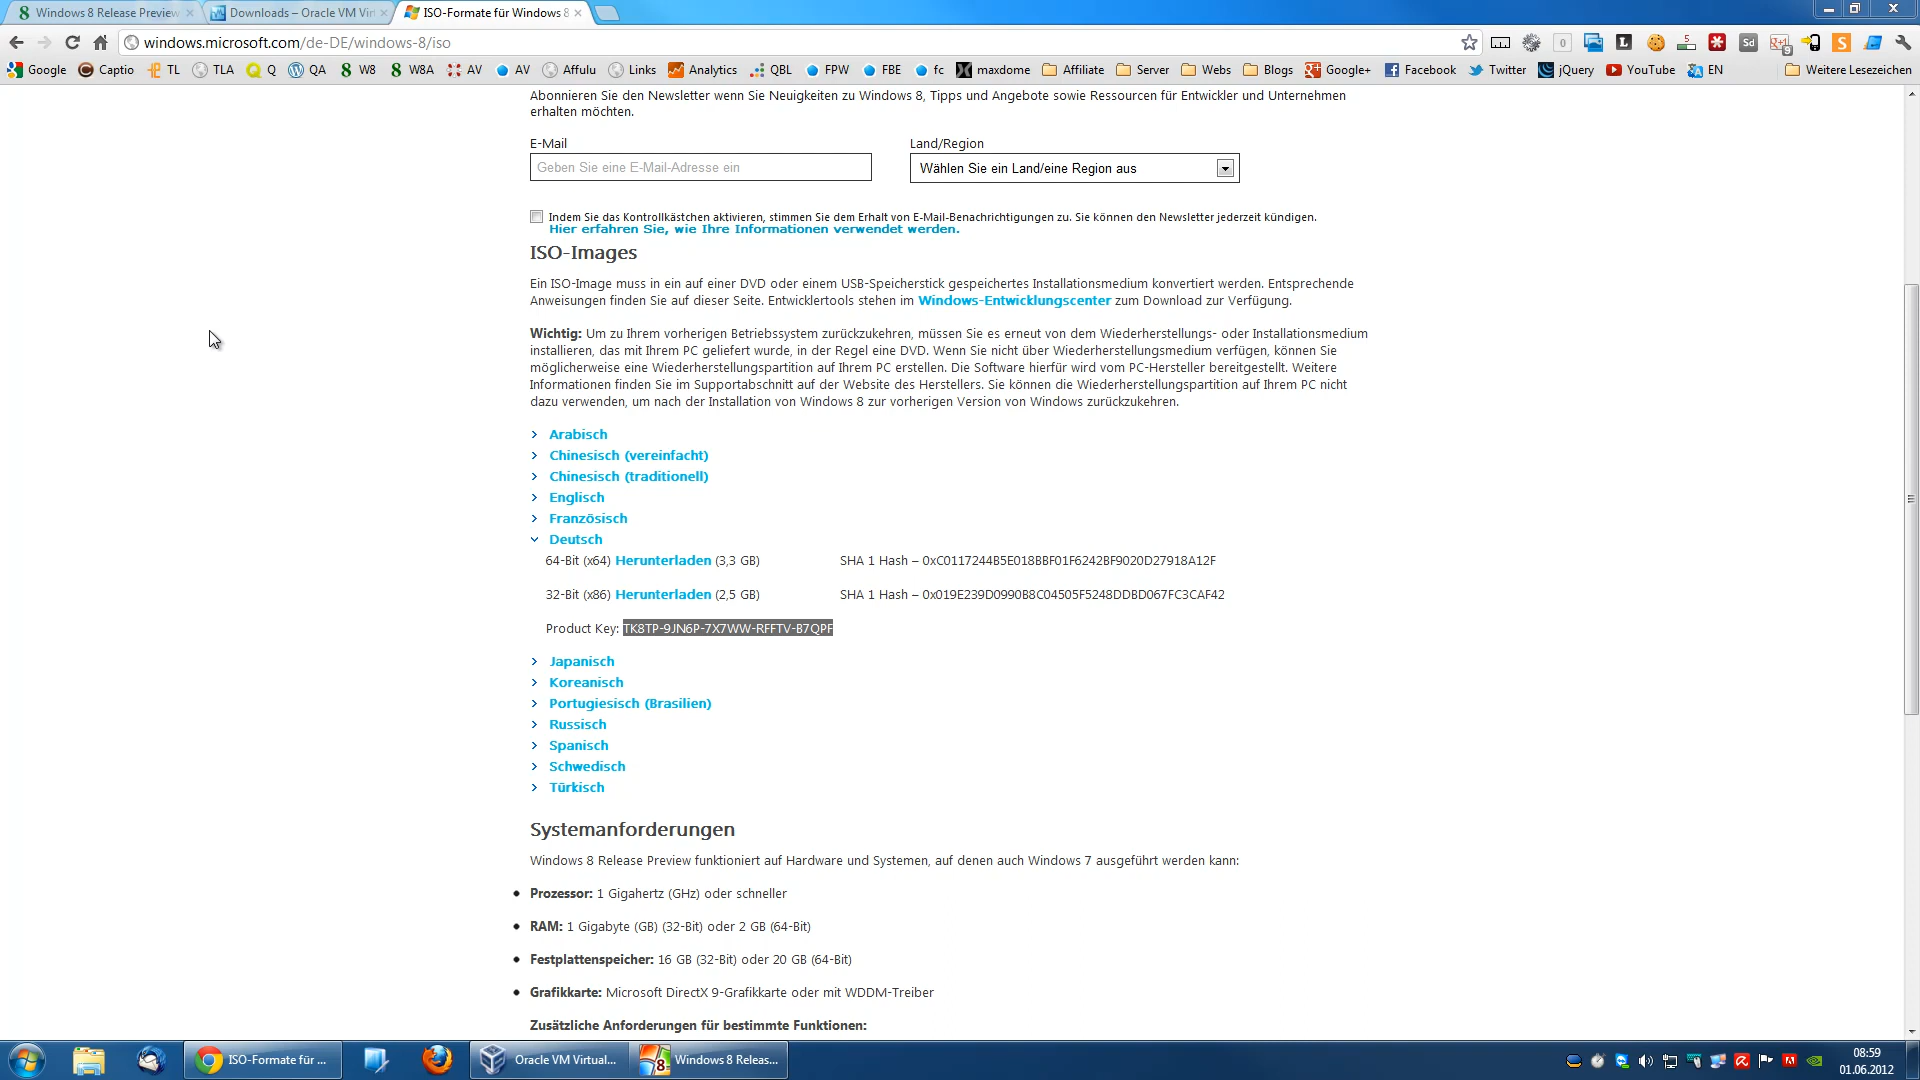 Windows 8 Release Preview
Downloads – Oracle VM Virt
ISO-Formate für Windows 8
windows.microsoft.com/de-DE/windows-8/iso
Google Captio TL TLA Q QA W8 W8A AV AV Affulu Links Analytics QBL FPW FBE fc maxdome Affiliate Server Webs Blogs Google+ Facebook Twitter jQuery YouTube EN Weitere Lesezeichen
Abonnieren Sie den Newsletter wenn Sie Neuigkeiten zu Windows 8, Tipps und Angebote sowie Ressourcen für Entwickler und Unternehmen
erhalten möchten.
E-Mail
Land/Region
Geben Sie eine E-Mail-Adresse ein
Wählen Sie ein Land/eine Region aus
Indem Sie das Kontrollkästchen aktivieren, stimmen Sie dem Erhalt von E-Mail-Benachrichtigungen zu. Sie können den Newsletter jederzeit kündigen.
Hier erfahren Sie, wie Ihre Informationen verwendet werden.
ISO-Images
Ein ISO-Image muss in ein auf einer DVD oder einem USB-Speicherstick gespeichertes Installationsmedium konvertiert werden. Entsprechende
Anweisungen finden Sie auf dieser Seite. Entwicklertools stehen im Windows-Entwicklungscenter zum Download zur Verfügung.
Wichtig: Um zu Ihrem vorherigen Betriebssystem zurückzukehren, müssen Sie es erneut von dem Wiederherstellungs- oder Installationsmedium
installieren, das mit Ihrem PC geliefert wurde, in der Regel eine DVD. Wenn Sie nicht über Wiederherstellungsmedium verfügen, können Sie
möglicherweise eine Wiederherstellungspartition auf Ihrem PC erstellen. Die Software hierfür wird vom PC-Hersteller bereitgestellt. Weitere
Informationen finden Sie im Supportabschnitt auf der Website des Herstellers. Sie können die Wiederherstellungspartition auf Ihrem PC nicht
dazu verwenden, um nach der Installation von Windows 8 zur vorherigen Version von Windows zurückzukehren.
Arabisch
Chinesisch (vereinfacht)
Chinesisch (traditionell)
Englisch
Französisch
Deutsch
64-Bit (x64) Herunterladen (3,3 GB) SHA 1 Hash – 0xC0117244B5E018BBF01F6242BF9020D27918A12F
32-Bit (x86) Herunterladen (2,5 GB) SHA 1 Hash – 0x019E239D0990B8C04505F5248DDBD067FC3CAF42
Product Key: TK8TP-9JN6P-7X7WW-RFFTV-B7QPF
Japanisch
Koreanisch
Portugiesisch (Brasilien)
Russisch
Spanisch
Schwedisch
Türkisch
Systemanforderungen
Windows 8 Release Preview funktioniert auf Hardware und Systemen, auf denen auch Windows 7 ausgeführt werden kann:
Prozessor: 1 Gigahertz (GHz) oder schneller
RAM: 1 Gigabyte (GB) (32-Bit) oder 2 GB (64-Bit)
Festplattenspeicher: 16 GB (32-Bit) oder 20 GB (64-Bit)
Grafikkarte: Microsoft DirectX 9-Grafikkarte oder mit WDDM-Treiber
Zusätzliche Anforderungen für bestimmte Funktionen:
ISO-Formate für ...
Oracle VM Virtual...
Windows 8 Releas...
08:59
01.06.2012